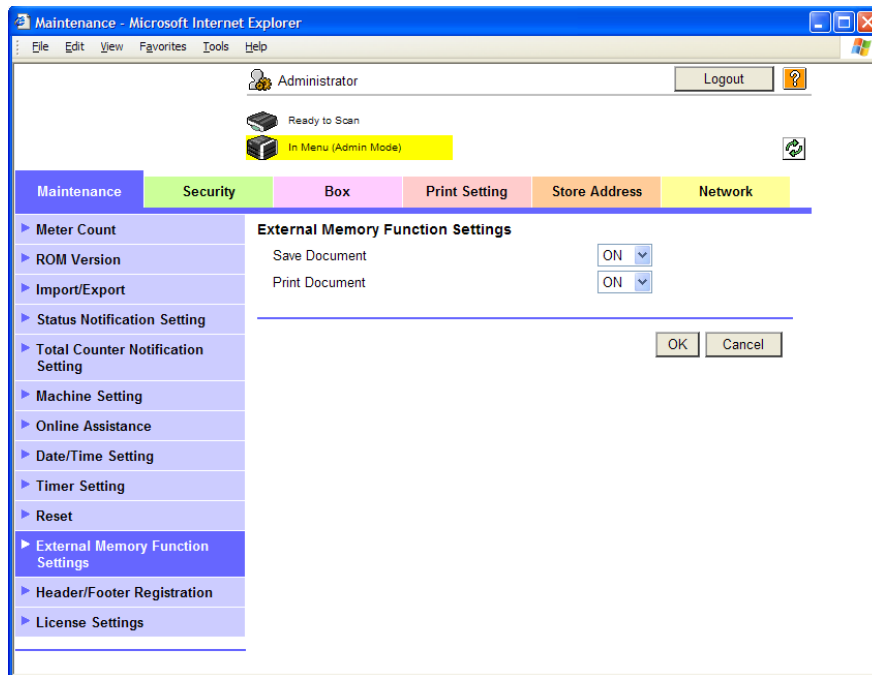 Maintenance - Microsoft Internet Explorer
File Edit View Favorites Tools Help
Administrator Logout ?
Ready to Scan
In Menu (Admin Mode)
Maintenance Security Box Print Setting Store Address Network
Meter Count
ROM Version
Import/Export
Status Notification Setting
Total Counter Notification
Setting
Machine Setting
Online Assistance
Date/Time Setting
Timer Setting
Reset
External Memory Function
Settings
Header/Footer Registration
License Settings
External Memory Function Settings
Save Document ON
Print Document ON
OK Cancel